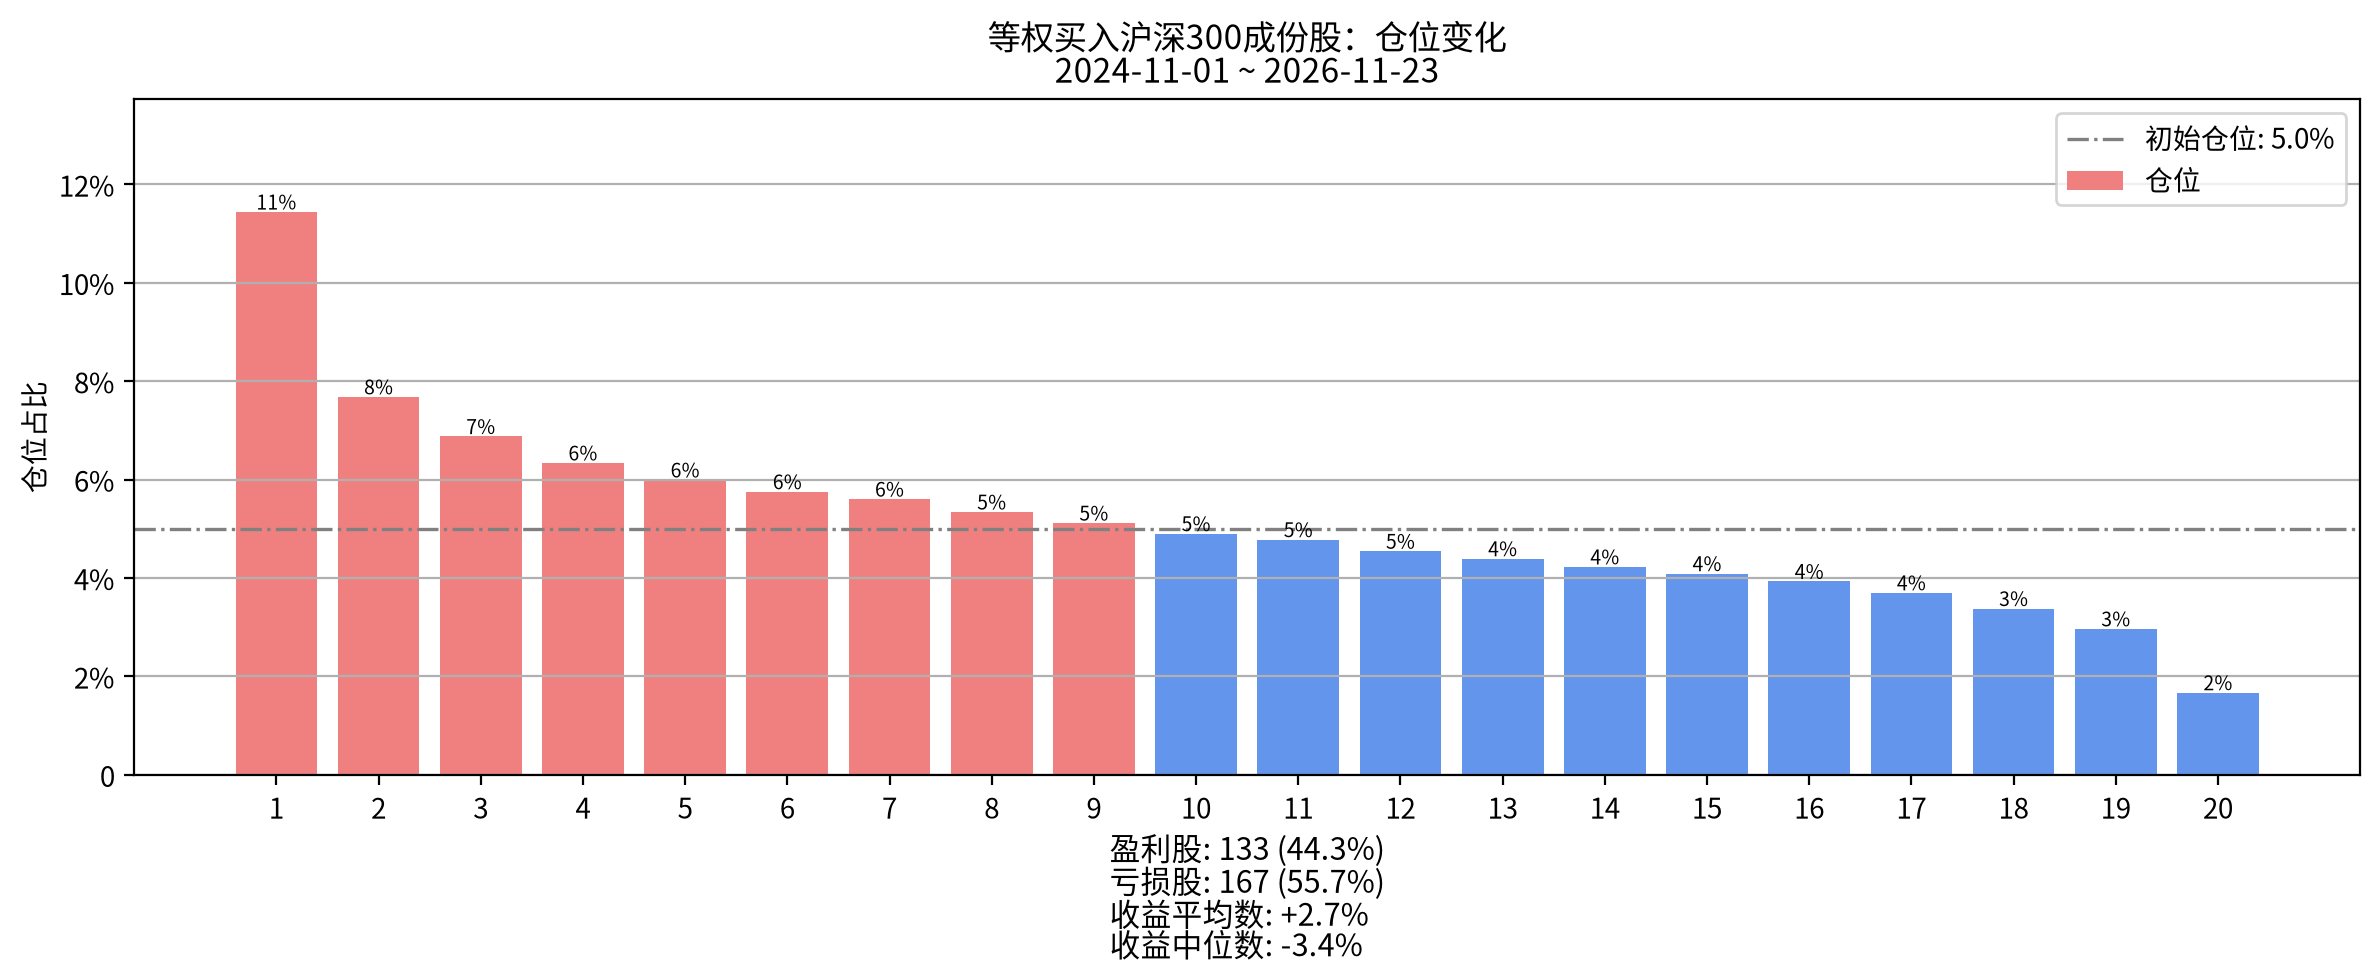 等权买入沪深300成份股：仓位变化
2024-11-01 ~ 2026-11-23
初始仓位: 5.0%
仓位
仓位占比
12%
10%
8%
6%
4%
2%
0
11%
8%
7%
6%
6%
6%
6%
5%
5%
5%
5%
5%
4%
4%
4%
4%
4%
3%
3%
2%
1 2 3 4 5 6 7 8 9 10 11 12 13 14 15 16 17 18 19 20
盈利股: 133 (44.3%)
亏损股: 167 (55.7%)
收益平均数: +2.7%
收益中位数: -3.4%